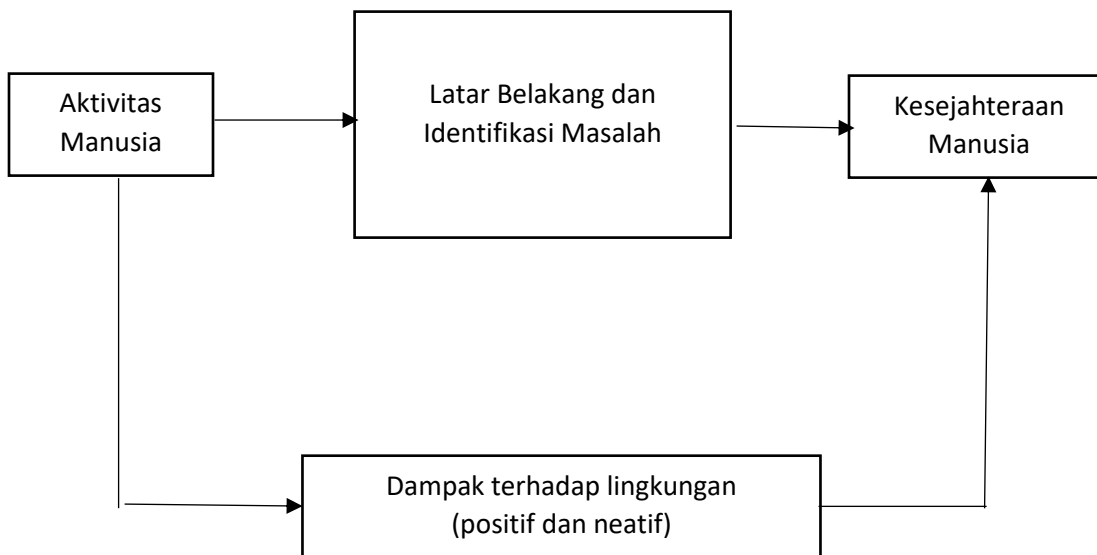 Aktivitas
Manusia
Latar Belakang dan
Identifikasi Masalah
Kesejahteraan
Manusia
Dampak terhadap lingkungan
(positif dan neatif)